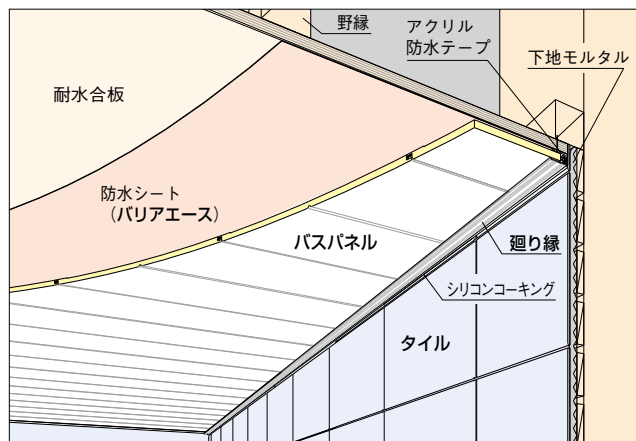 野縁
アクリル
防水テープ
下地モルタル
耐水合板
防水シート
（バリアエース）
バスパネル
廻り縁
シリコンコーキング
タイル